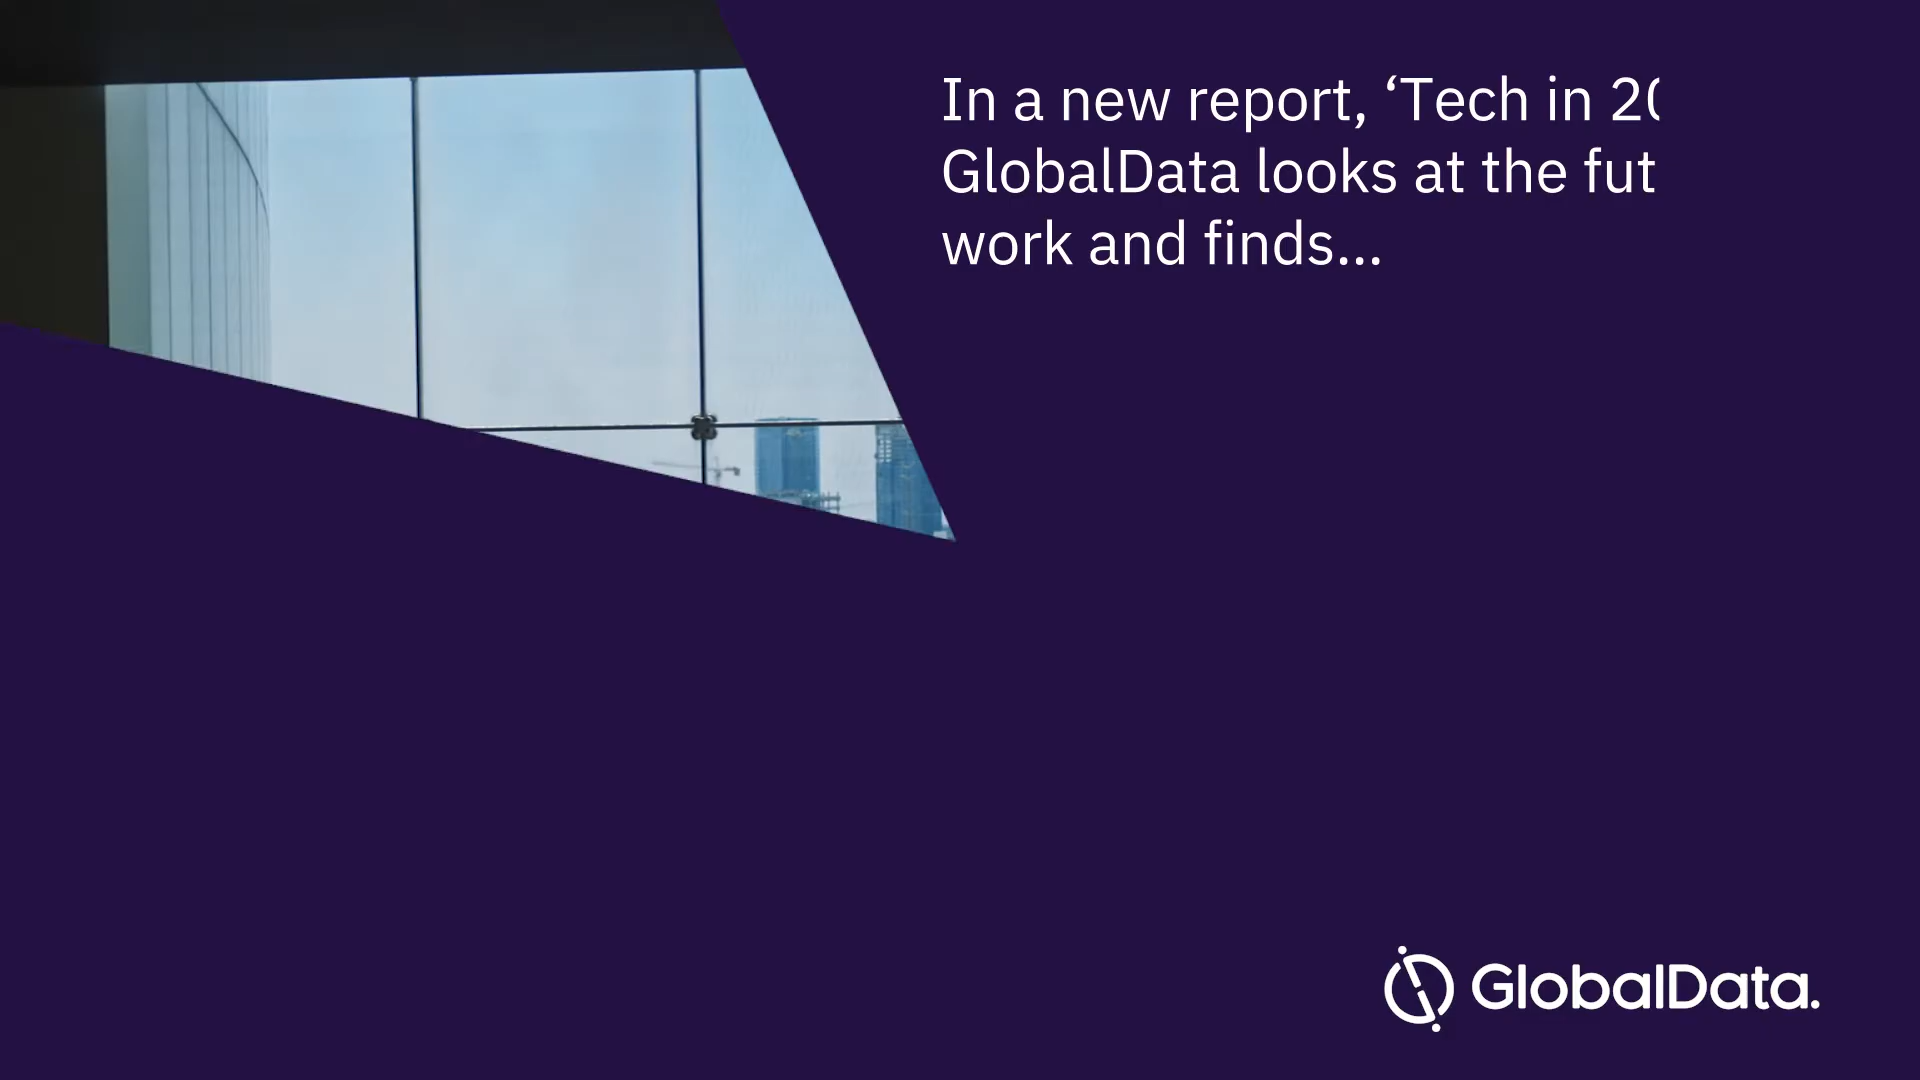 In a new report, ‘Tech in 2
GlobalData looks at the fut
work and finds...
GlobalData.